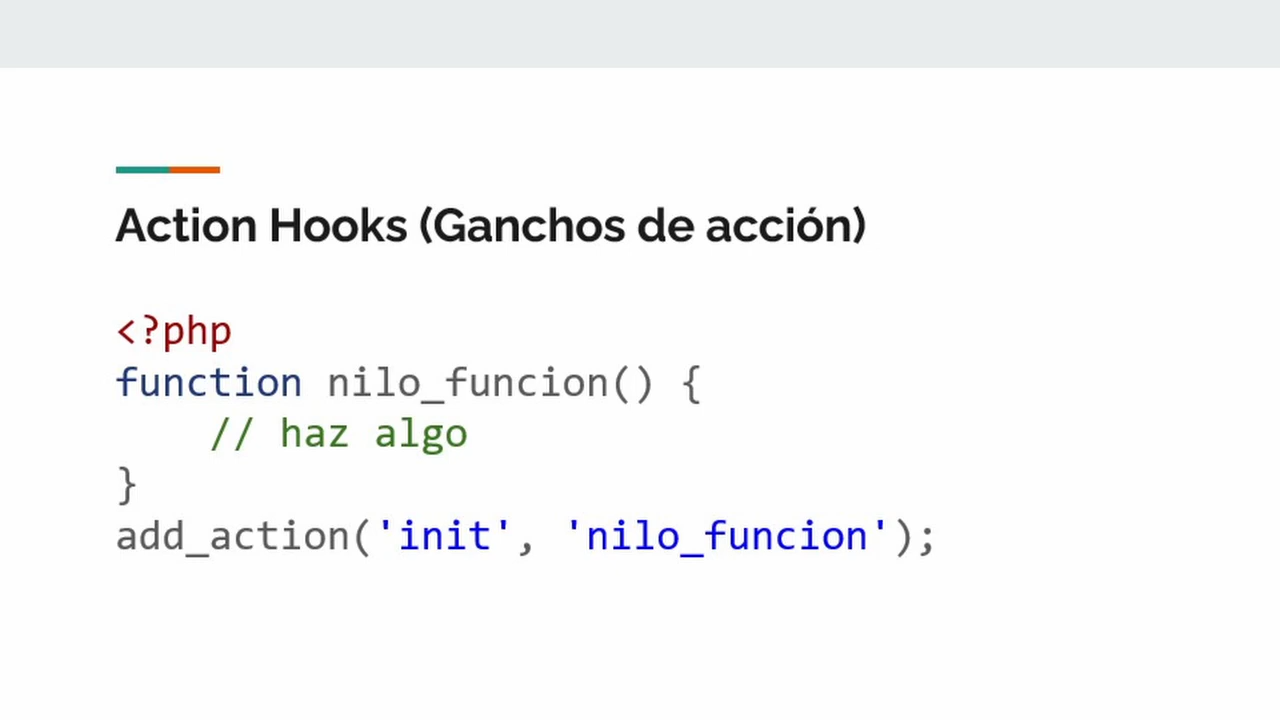 Action Hooks (Ganchos de acción)
<?php
function nilo_funcion() {
    // haz algo
}
add_action('init', 'nilo_funcion');